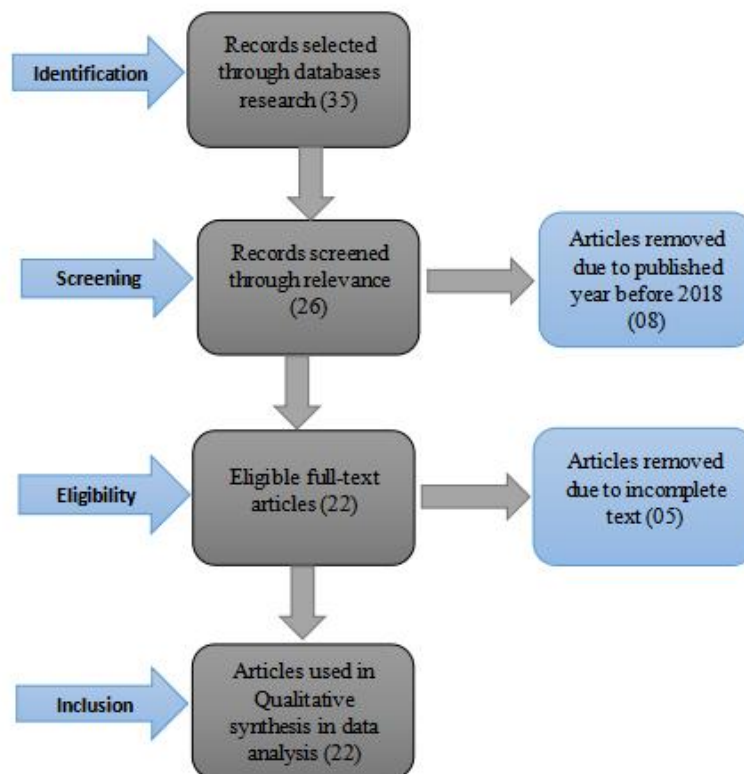 Identification
Records selected
through databases
research (35)
Screening
Records screened
through relevance
(26)
Articles removed
due to published
year before 2018
(08)
Eligibility
Eligible full-text
articles (22)
Articles removed
due to incomplete
text (05)
Inclusion
Articles used in
Qualitative
synthesis in data
analysis (22)